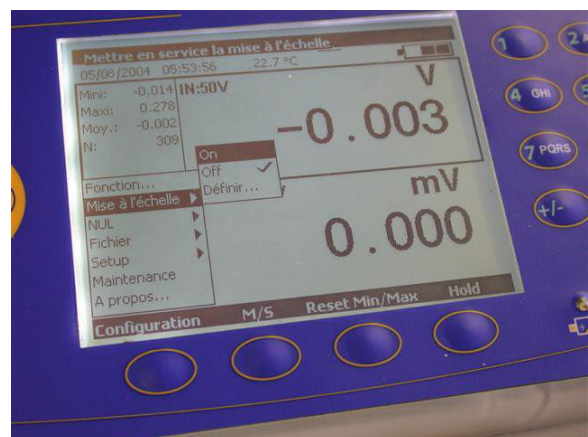 Mettre en service la mise à l'échelle
05/08/2004 05:53:56 22.7 °C
Mini: -0.014
Maxi: 0.278
Moy.: -0.002
N: 309
IN:50V
V
-0.003
On
Off
Définir...
Fonction...
Mise à l'échelle
NUL
Fichier
Setup
Maintenance
A propos...
mV
0.000
Configuration M/S Reset Min/Max Hold
1
2
4 GHI
7 PQRS
+/-